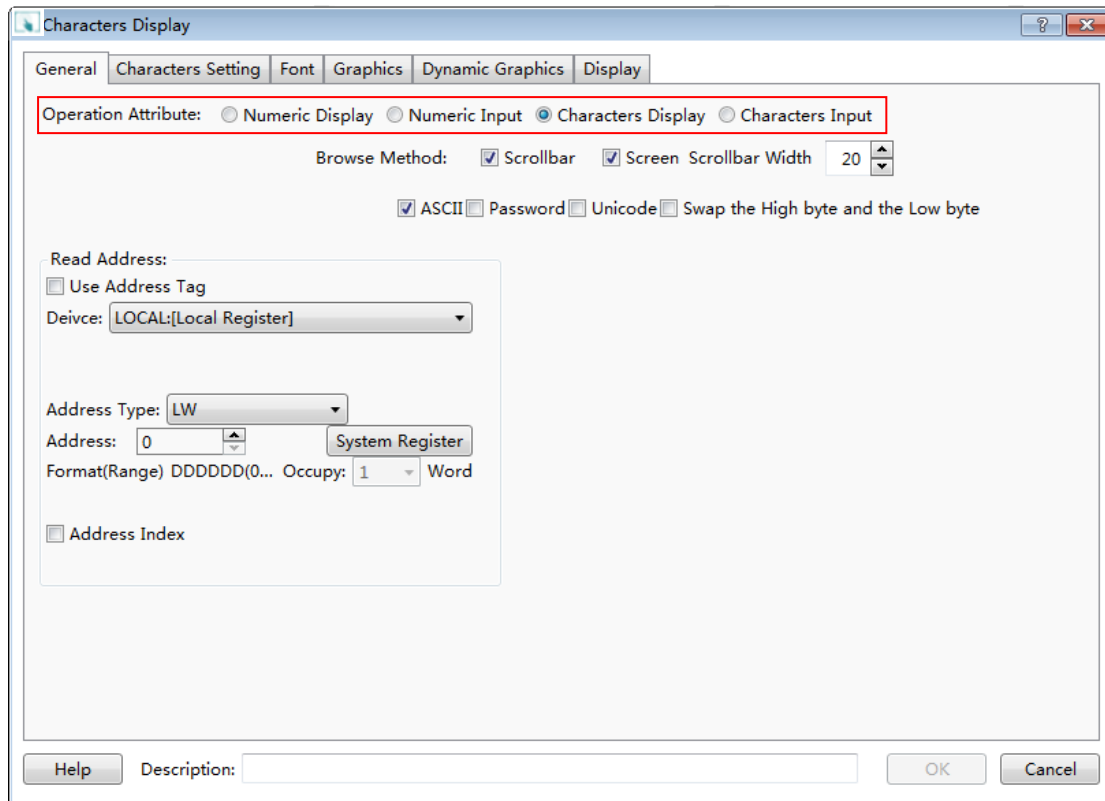 Characters Display
General Characters Setting Font Graphics Dynamic Graphics Display
Operation Attribute: Numeric Display Numeric Input Characters Display Characters Input
Browse Method: Scrollbar Screen Scrollbar Width 20
ASCII Password Unicode Swap the High byte and the Low byte
Read Address:
Use Address Tag
Deivce: LOCAL:[Local Register]
Address Type: LW
Address: 0 System Register
Format(Range) DDDDDD(0... Occupy: 1 Word
Address Index
Help Description: OK Cancel